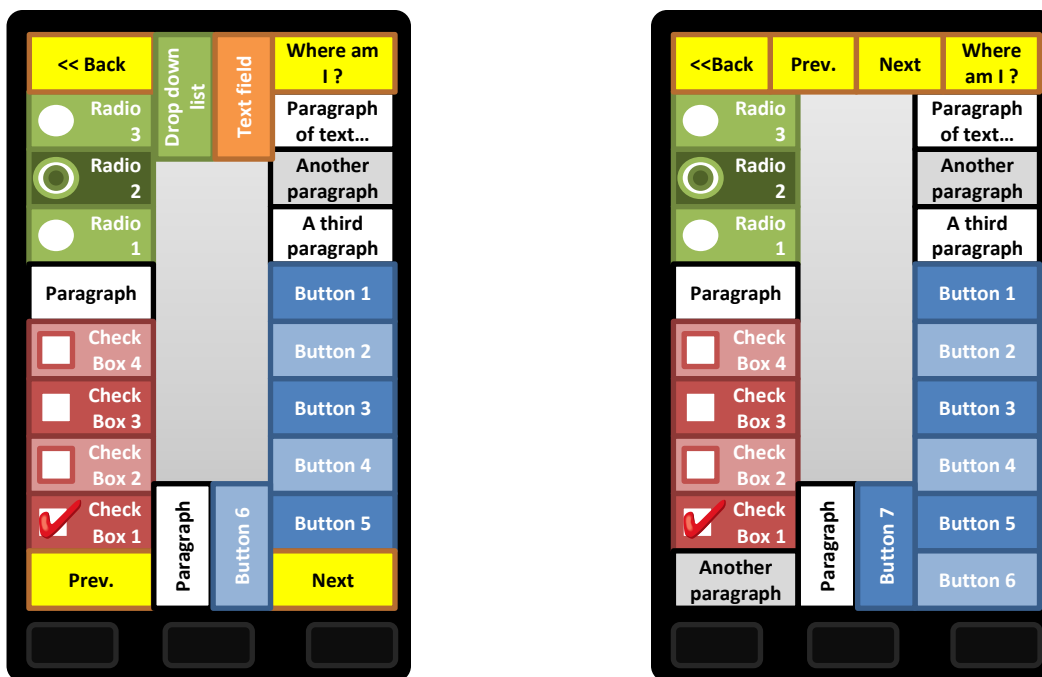 << Back
Drop down
list
Text field
Where am
I ?
Radio
3
Paragraph
of text...
Radio
2
Another
paragraph
Radio
1
A third
paragraph
Paragraph
Button 1
Check
Box 4
Button 2
Check
Box 3
Button 3
Check
Box 2
Button 4
Check
Box 1
Paragraph
Button 6
Button 5
Prev.
Next
<<Back
Prev.
Next
Where
am I ?
Radio
3
Paragraph
of text...
Radio
2
Another
paragraph
Radio
1
A third
paragraph
Paragraph
Button 1
Check
Box 4
Button 2
Check
Box 3
Button 3
Check
Box 2
Button 4
Check
Box 1
Paragraph
Button 7
Button 5
Another
paragraph
Button 6